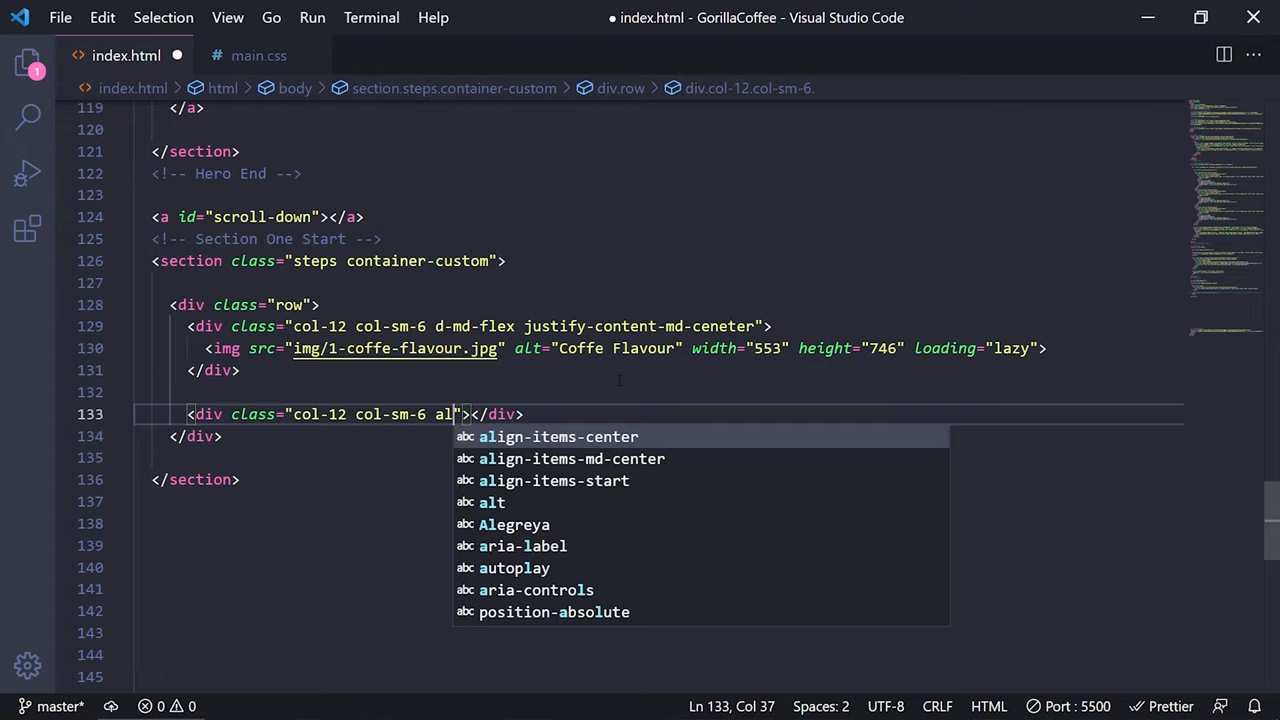 File Edit Selection View Go Run Terminal Help ● index.html - GorillaCoffee - Visual Studio Code
<> index.html ● # main.css
<> index.html > html > body > section.steps.container-custom > div.row > div.col-12.col-sm-6.
119 </a>
120
121 </section>
122 <!-- Hero End -->
123
124 <a id="scroll-down"></a>
125 <!-- Section One Start -->
126 <section class="steps container-custom">
127
128 <div class="row">
129 <div class="col-12 col-sm-6 d-md-flex justify-content-md-ceneter">
130 <img src="img/1-coffe-flavour.jpg" alt="Coffe Flavour" width="553" height="746" loading="lazy">
131 </div>
132
133 <div class="col-12 col-sm-6 al"></div>
abc align-items-center
134 </div>
abc align-items-md-center
135
abc align-items-start
136 </section>
abc alt
137
abc Alegreya
138
abc aria-label
139
abc autoplay
140
abc aria-controls
141
abc position-absolute
142
143
144
145
1
master* 0 0 Ln 133, Col 37 Spaces: 2 UTF-8 CRLF HTML Port : 5500 Prettier